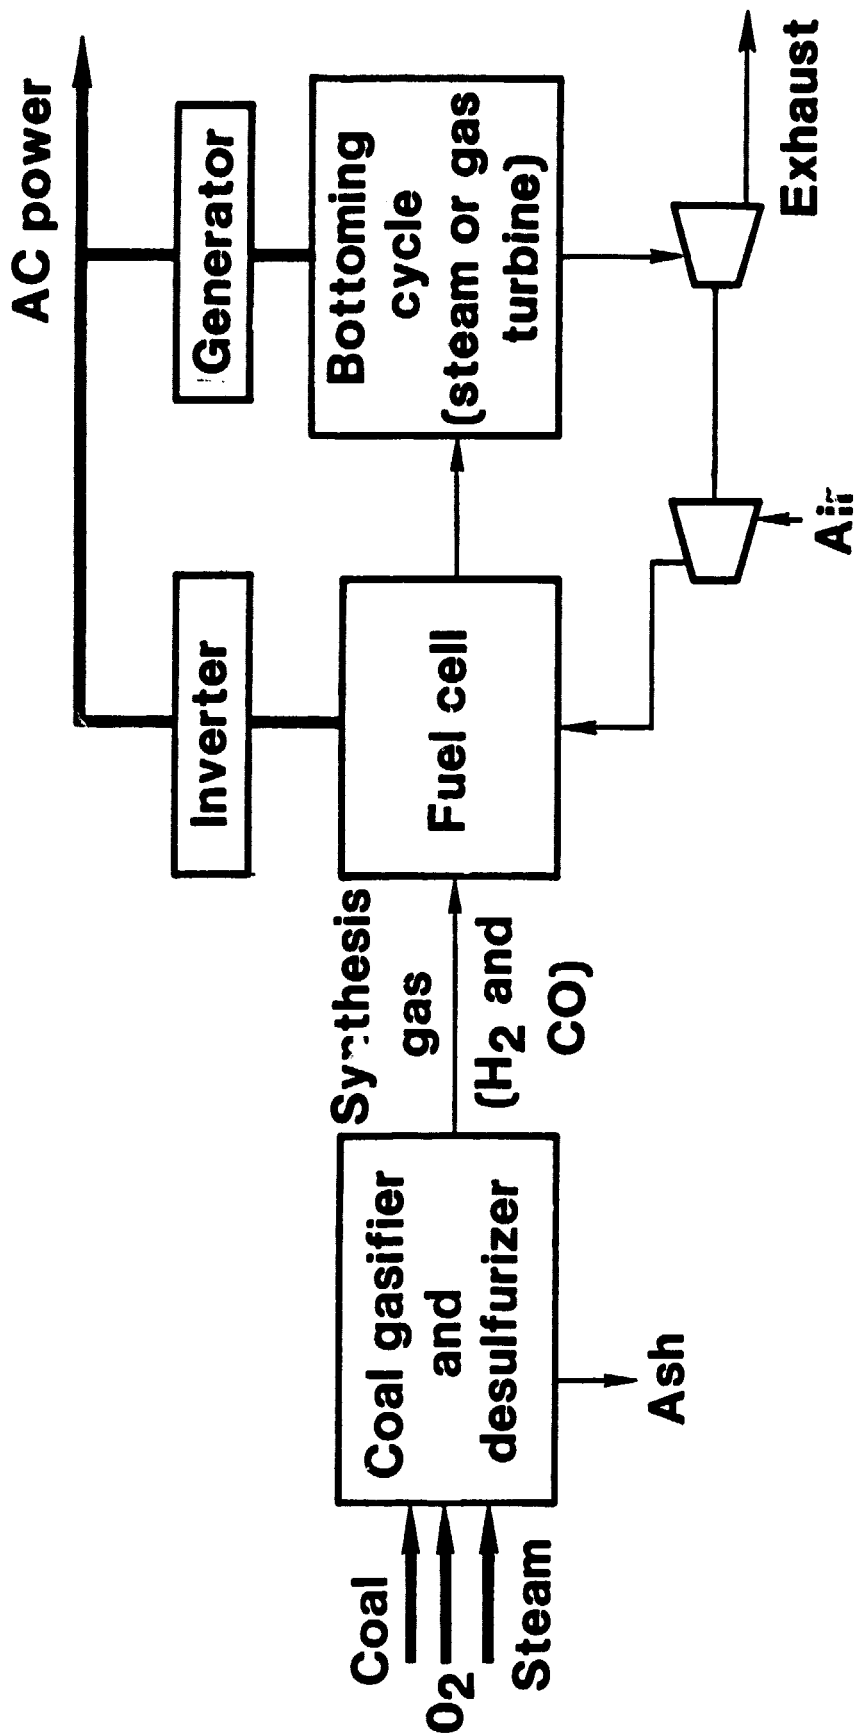 Coal
O2
Steam
Coal gasifier
and
desulfurizer
Ash
Synthesis
gas
(H2 and
CO)
Fuel cell
Inverter
AC power
Generator
Bottoming
cycle
(steam or gas
turbine)
Air
Exhaust